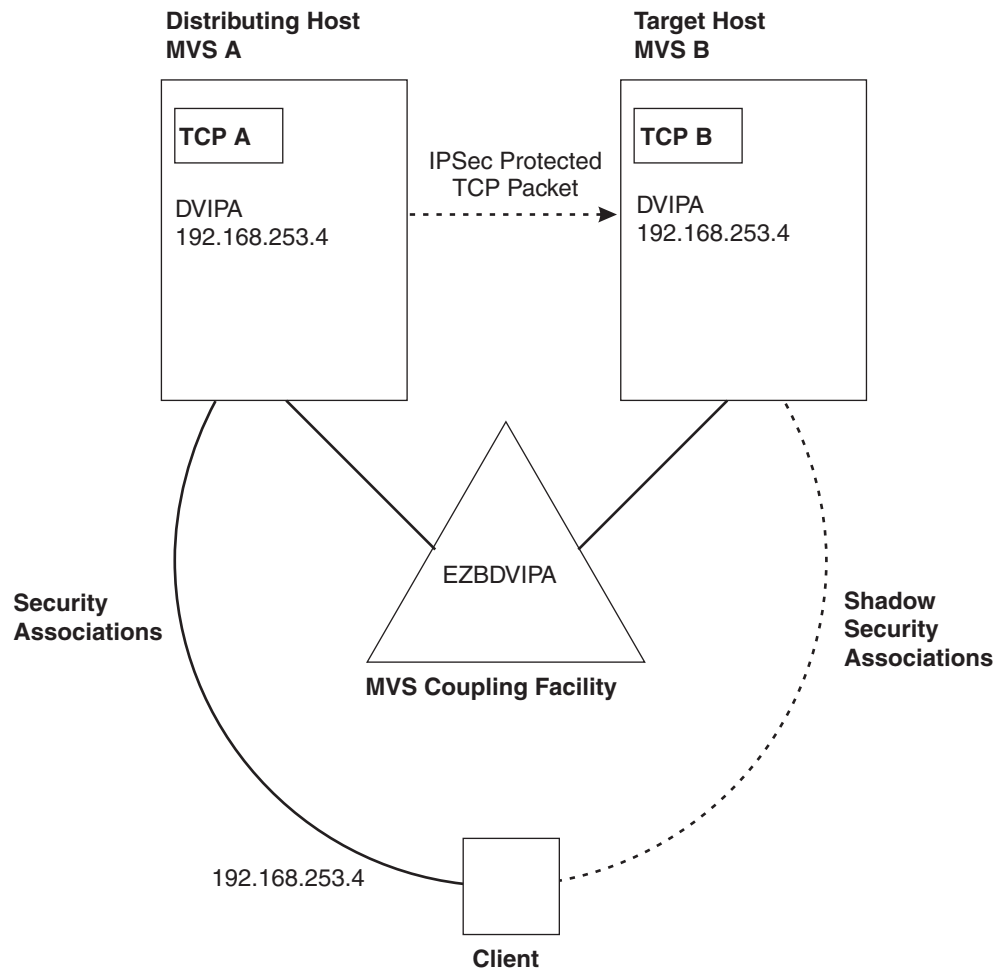 Distributing Host
MVS A
Target Host
MVS B
TCP A
TCP B
IPSec Protected
TCP Packet
DVIPA
192.168.253.4
DVIPA
192.168.253.4
EZBDVIPA
Security
Associations
Shadow
Security
Associations
MVS Coupling Facility
192.168.253.4
Client